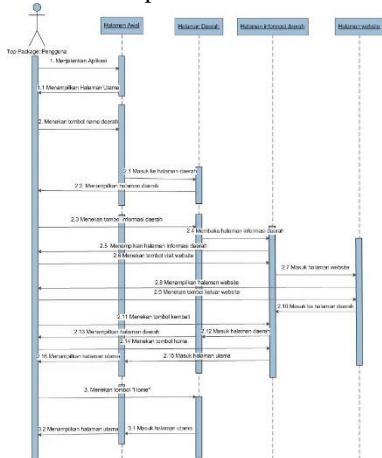 Halaman Awal
Halaman Daerah
Halaman informasi daerah
Halaman website
Top Package::Pengguna
1. Menjalankan Aplikasi
1.1 Menampilkan Halaman Utama
2. Menekan tombol nama daerah
2.1 Masuk ke halaman daerah
2.2. Menampilkan halaman daerah
2.3 Menekan tombol informasi daerah
2.4 Membuka halaman informasi daerah
2.5 Menampilkan halaman informasi daerah
2.6 Menekan tombol visit website
2.7 Masuk halaman website
2.8 Menampilkan halaman website
2.9 Menekan tombol keluar website
2.10 Masuk ke halaman daerah
2.11 Menekan tombol kembali
2.12 Masuk halaman daerah
2.13 Menampilkan halaman daerah
2.14 Menekan tombol home
2.15 Masuk halaman utama
2.16 Menampilkan halaman utama
3. Menekan tombol "Home"
3.1 Masuk halaman utama
3.2 Menampilkan halaman utama